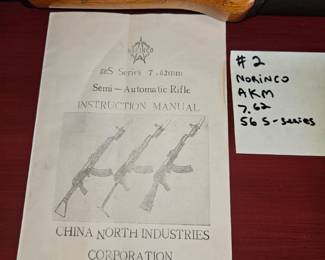 NORINCO
56S Series 7.62mm
Semi-Automatic Rifle
INSTRUCTION MANUAL
CHINA NORTH INDUSTRIES
CORPORATION
#2
NORINCO
AKM
7.62
56 S-series